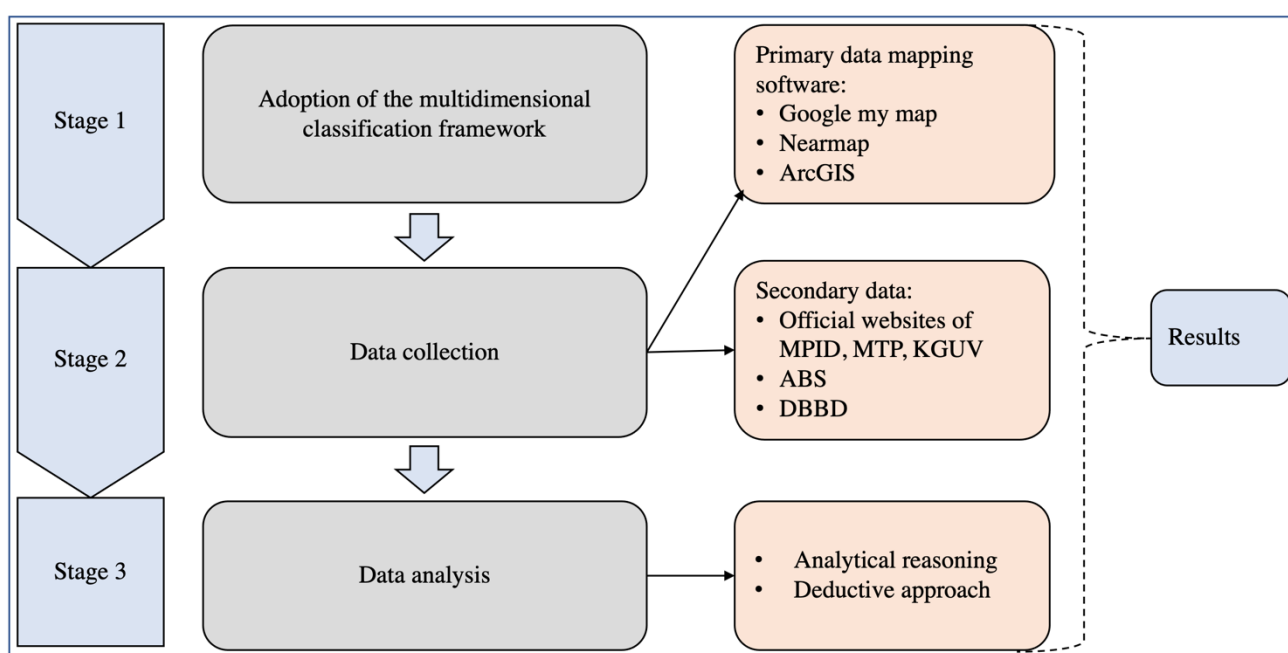 Stage 1
Adoption of the multidimensional
classification framework
Primary data mapping
software:
• Google my map
• Nearmap
• ArcGIS
Stage 2
Data collection
Secondary data:
• Official websites of
MPID, MTP, KGUV
• ABS
• DBBD
Results
Stage 3
Data analysis
• Analytical reasoning
• Deductive approach